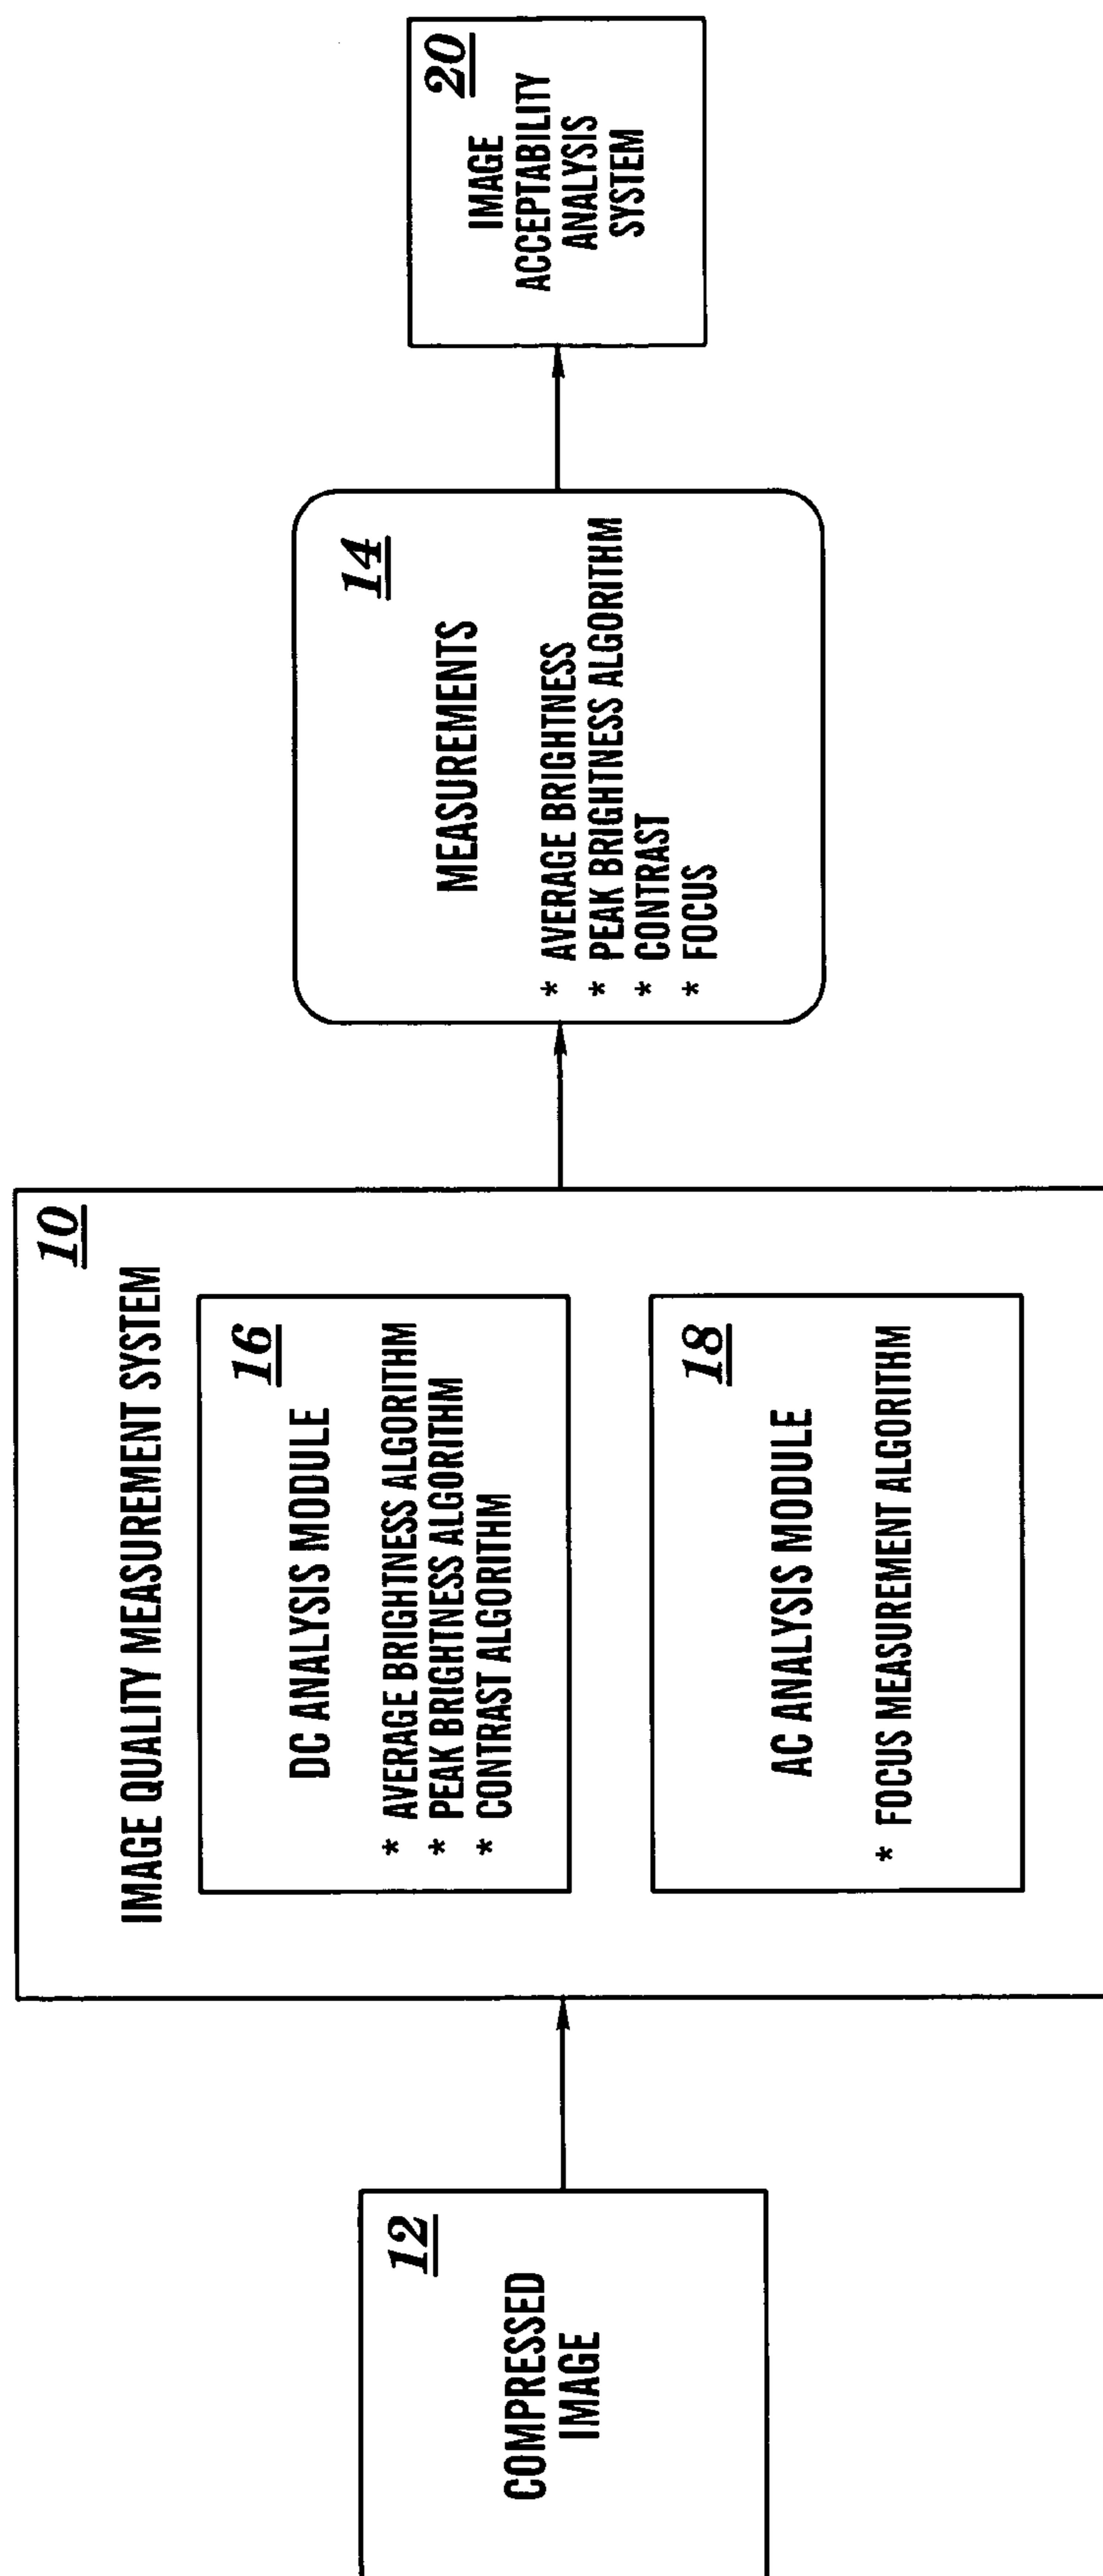 12
COMPRESSED
IMAGE
10
IMAGE QUALITY MEASUREMENT SYSTEM
16
DC ANALYSIS MODULE
* AVERAGE BRIGHTNESS ALGORITHM
* PEAK BRIGHTNESS ALGORITHM
* CONTRAST ALGORITHM
18
AC ANALYSIS MODULE
* FOCUS MEASUREMENT ALGORITHM
14
MEASUREMENTS
* AVERAGE BRIGHTNESS
* PEAK BRIGHTNESS ALGORITHM
* CONTRAST
* FOCUS
20
IMAGE
ACCEPTABILITY
ANALYSIS
SYSTEM